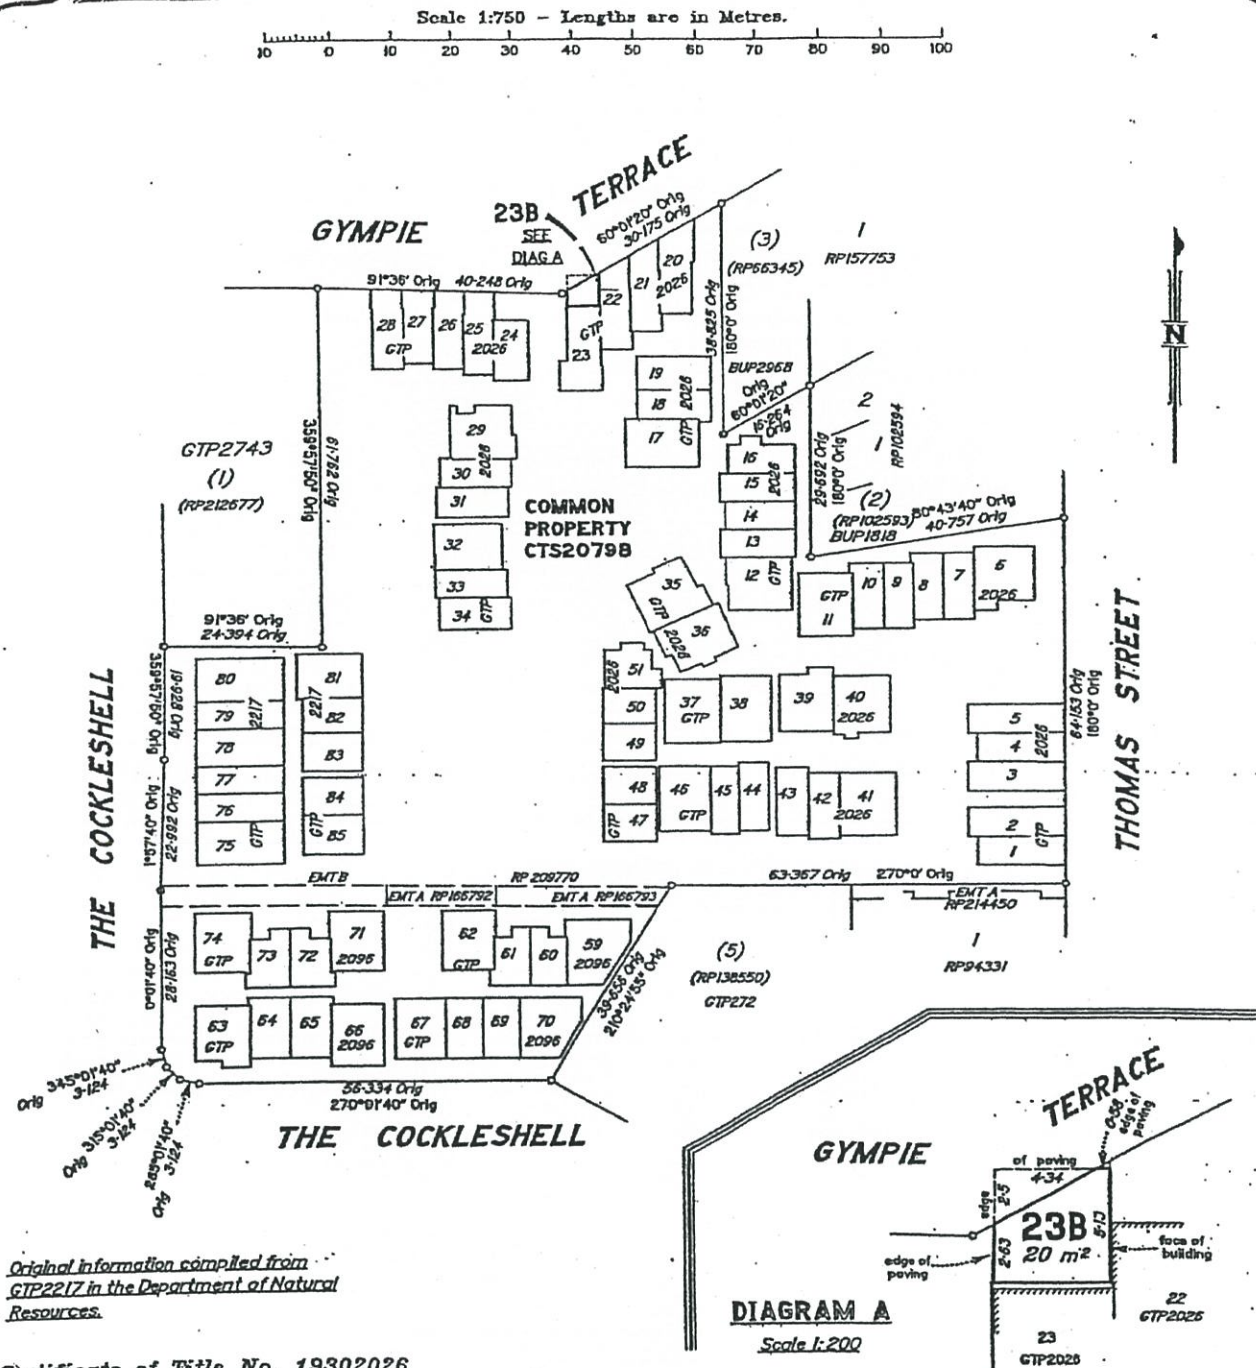 Scale 1:750 - Lengths are in Metres.
10 0 10 20 30 40 50 60 70 80 90 100
GYMPIE TERRACE
23B
SEE
DIAG A
60°01'20" Orig
30·175 Orig
91°36' Orig 40·248 Orig
(3)
(RP66345)
1
RP157753
N
28 27 26 25 24
GTP 2026
23 GTP
22 21 20
2026
38·825 Orig
180°0' Orig
BUP2968
Orig
60°01'20"
15·264
Orig
19
18
17
2026
GTP
2
1
RP102594
29·692 Orig
180°0' Orig
(2)
(RP102593)
BUP1818
80°43'40" Orig
40·757 Orig
GTP2743
(1)
(RP212677)
359°57'50" Orig
61·762 Orig
29
30
31
2026
32
33
34
GTP
COMMON
PROPERTY
CTS20798
16
15
14
13
12
2026
GTP
GTP
11
10 9 8 7 6
2026
35
GTP
2026
36
91°36' Orig
24·394 Orig
THE COCKLESHELL
359°57'50" Orig
19·928 Orig
1°57'40" Orig
22·992 Orig
80
79
78
77
76
75
2217
GTP
81
82
83
84
85
2217
GTP
2026
51
50
49
48
47
GTP
37 38
GTP
39 40
2026
46 45 44
GTP
43 42 41
2026
5
4
3
2
1
2026
GTP
64·163 Orig
180°0' Orig
THOMAS STREET
EMT B RP 209770
EMT A RP166792 EMT A RP166793
63·367 Orig 270°0' Orig
EMT A
RP214450
1
RP94331
(5)
(RP138550)
GTP272
0°01'40" Orig
28·163 Orig
74 73 72 71
GTP 2096
62 61 60 59
GTP 2096
63 64 65 66
GTP 2096
67 68 69 70
GTP 2096
39·656 Orig
210°24'55" Orig
Orig 345°01'40"
3·124
Orig 315°01'40"
3·124
Orig 285°01'40"
3·124
56·334 Orig
270°01'40" Orig
THE COCKLESHELL
Original information compiled from
GTP2217 in the Department of Natural
Resources.
GYMPIE TERRACE
0·58
edge of
paving
of paving
4·34
edge
2·5
2·63
23B
20 m²
5·13
edge of
paving
face of
building
22
GTP2026
23
GTP2026
DIAGRAM A
Scale 1:200
of Title No. 19302026